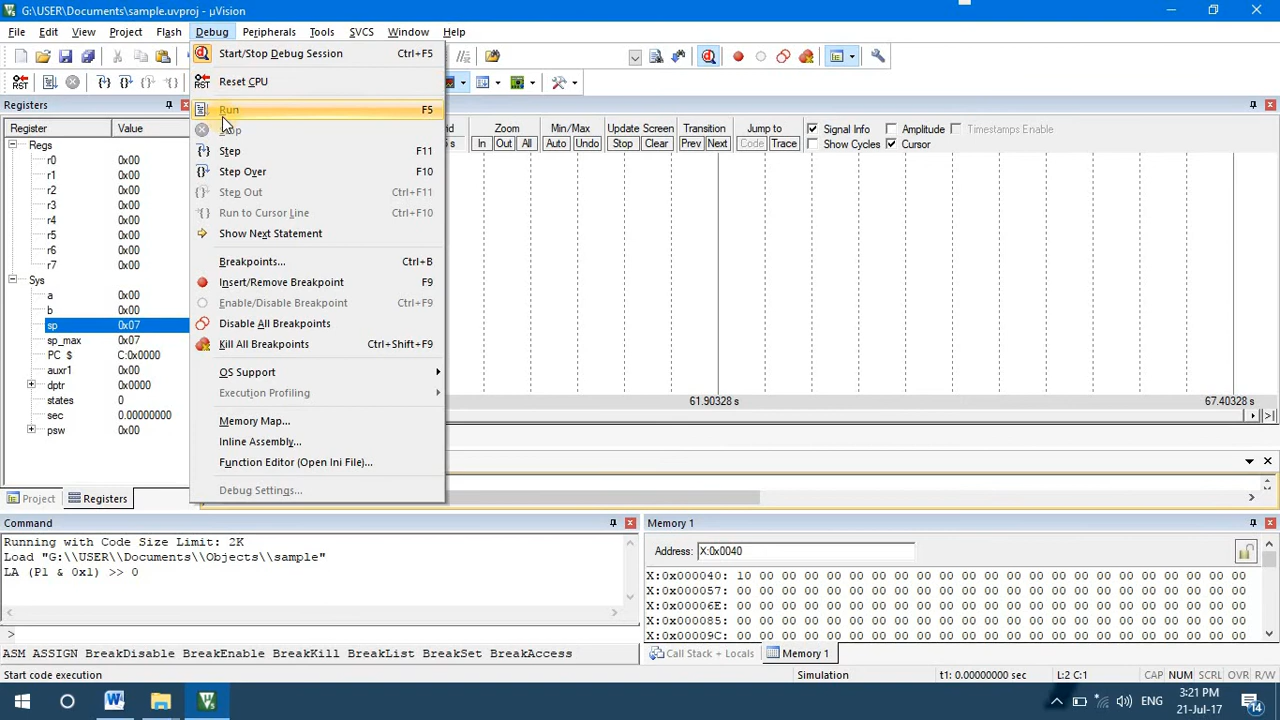 G:\USER\Documents\sample.uvproj - µVision
File Edit View Project Flash Debug Peripherals Tools SVCS Window Help
Start/Stop Debug Session Ctrl+F5
Reset CPU
Run F5
Step F11
Step Over F10
Step Out Ctrl+F11
Run to Cursor Line Ctrl+F10
Show Next Statement
Breakpoints... Ctrl+B
Insert/Remove Breakpoint F9
Enable/Disable Breakpoint Ctrl+F9
Disable All Breakpoints
Kill All Breakpoints Ctrl+Shift+F9
OS Support
Execution Profiling
Memory Map...
Inline Assembly...
Function Editor (Open Ini File)...
Debug Settings...
Registers
Register Value
Regs
r0 0x00
r1 0x00
r2 0x00
r3 0x00
r4 0x00
r5 0x00
r6 0x00
r7 0x00
Sys
a 0x00
b 0x00
sp 0x07
sp_max 0x07
PC $ C:0x0000
auxr1 0x00
dptr 0x0000
states 0
sec 0.00000000
psw 0x00
Project Registers
Zoom Min/Max Update Screen Transition Jump to Signal Info Amplitude Timestamps Enable
In Out All Auto Undo Stop Clear Prev Next Code Trace Show Cycles Cursor
61.90328 s 67.40328 s
Command
Running with Code Size Limit: 2K
Load "G:\\USER\\Documents\\Objects\\sample"
LA (P1 & 0x1) >> 0
>
ASM ASSIGN BreakDisable BreakEnable BreakKill BreakList BreakSet BreakAccess
Memory 1
Address: X:0x0040
X:0x000040: 10 00 00 00 00 00 00 00 00 00 00 00 00 00 00 00 00 00 00 00 00 00 00
X:0x000057: 00 00 00 00 00 00 00 00 00 00 00 00 00 00 00 00 00 00 00 00 00 00 00
X:0x00006E: 00 00 00 00 00 00 00 00 00 00 00 00 00 00 00 00 00 00 00 00 00 00 00
X:0x000085: 00 00 00 00 00 00 00 00 00 00 00 00 00 00 00 00 00 00 00 00 00 00 00
X:0x00009C: 00 00 00 00 00 00 00 00 00 00 00 00 00 00 00 00 00 00 00 00 00 00 00
Call Stack + Locals Memory 1
Start code execution Simulation t1: 0.00000000 sec L:2 C:1 CAP NUM SCRL OVR R/W
ENG 3:21 PM
21-Jul-17
14